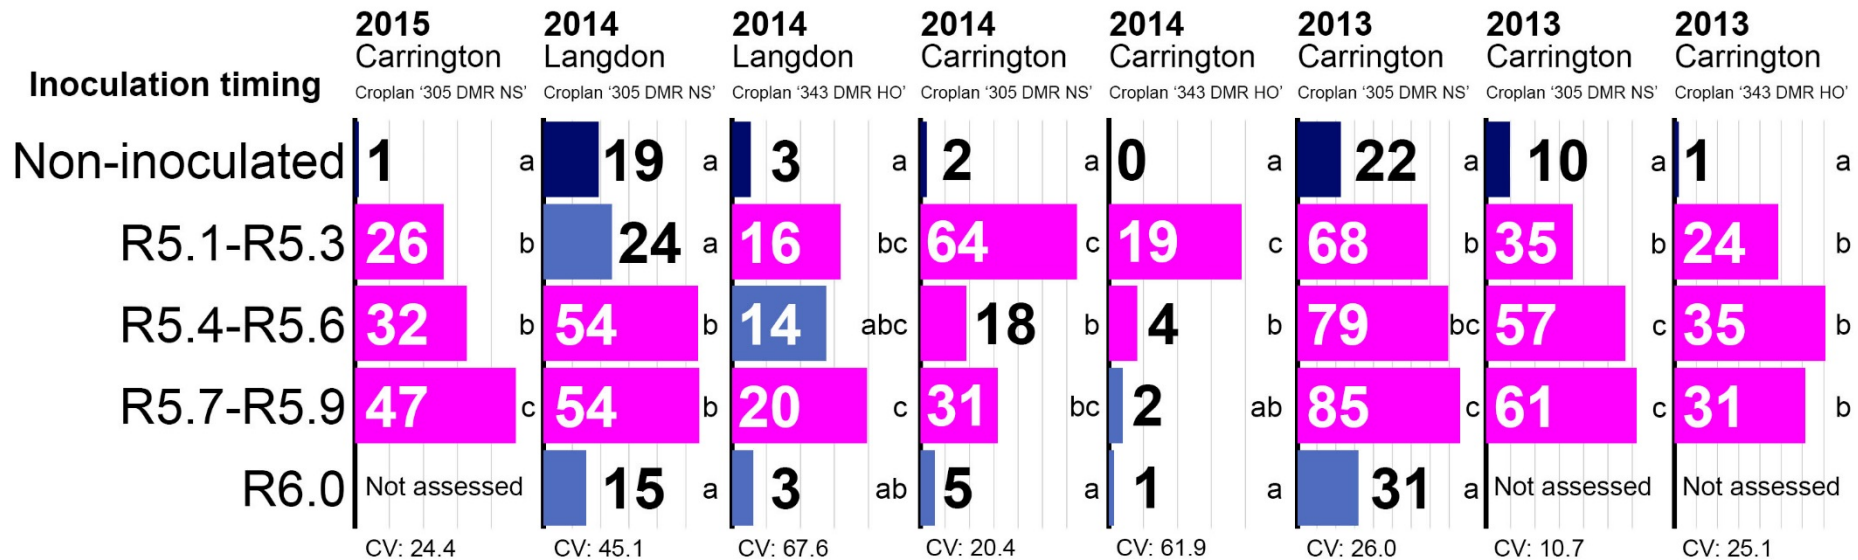 2015 2014 2014 2014 2014 2013 2013 2013
Carrington Langdon Langdon Carrington Carrington Carrington Carrington Carrington
Inoculation timing Croplan ‘305 DMR NS’ Croplan ‘305 DMR NS’ Croplan ‘343 DMR HO’ Croplan ‘305 DMR NS’ Croplan ‘343 DMR HO’ Croplan ‘305 DMR NS’ Croplan ‘305 DMR NS’ Croplan ‘343 DMR HO’
Non-inoculated 1 a 19 a 3 a 2 a 0 a 22 a 10 a 1 a
R5.1-R5.3 26 b 24 a 16 bc 64 c 19 c 68 b 35 b 24 b
R5.4-R5.6 32 b 54 b 14 abc 18 b 4 b 79 bc 57 c 35 b
R5.7-R5.9 47 c 54 b 20 c 31 bc 2 ab 85 c 61 c 31 b
R6.0 Not assessed 15 a 3 ab 5 a 1 a 31 a Not assessed Not assessed
CV: 24.4 CV: 45.1 CV: 67.6 CV: 20.4 CV: 61.9 CV: 26.0 CV: 10.7 CV: 25.1